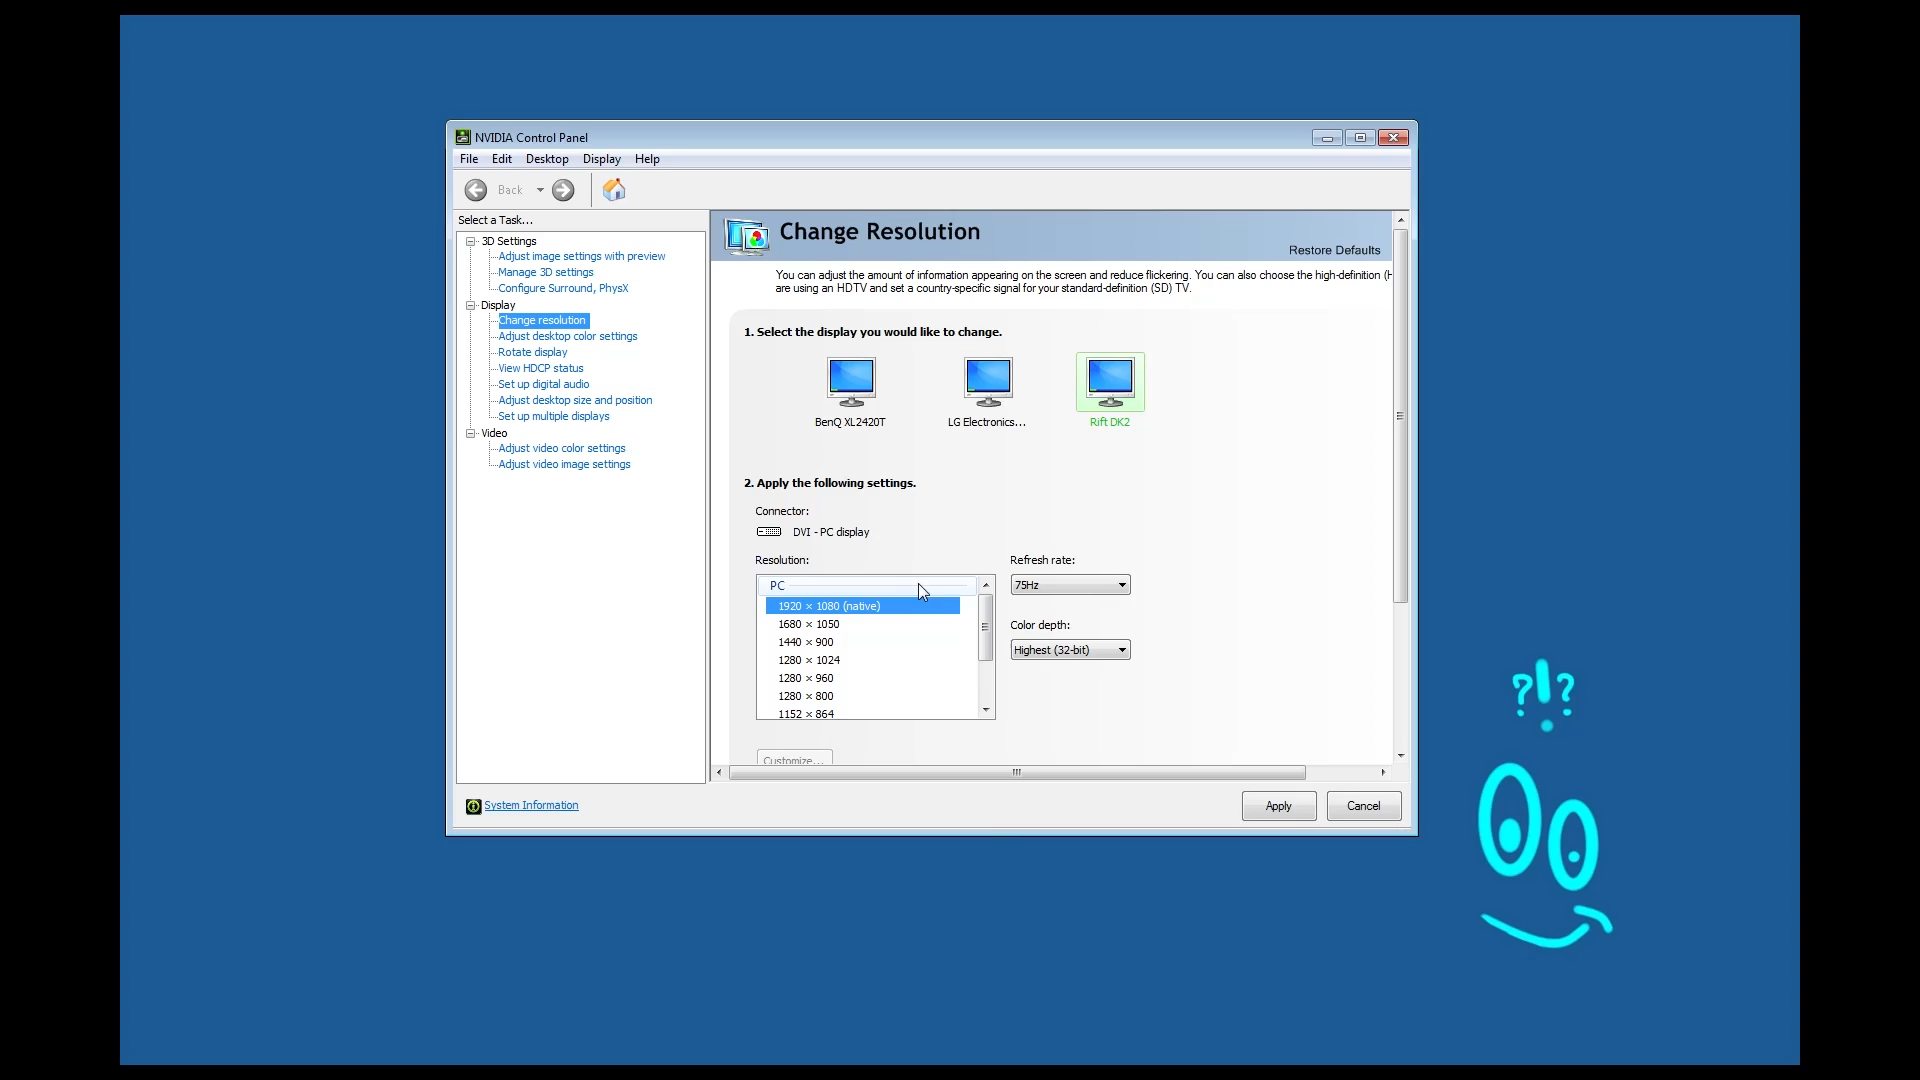 NVIDIA Control Panel
File Edit Desktop Display Help
Back
Select a Task...
3D Settings
Adjust image settings with preview
Manage 3D settings
Configure Surround, PhysX
Display
Change resolution
Adjust desktop color settings
Rotate display
View HDCP status
Set up digital audio
Adjust desktop size and position
Set up multiple displays
Video
Adjust video color settings
Adjust video image settings
Change Resolution
Restore Defaults
You can adjust the amount of information appearing on the screen and reduce flickering. You can also choose the high-definition (H
are using an HDTV and set a country-specific signal for your standard-definition (SD) TV.
1. Select the display you would like to change.
BenQ XL2420T LG Electronics... Rift DK2
2. Apply the following settings.
Connector:
DVI - PC display
Resolution:
PC
1920 × 1080 (native)
1680 × 1050
1440 × 900
1280 × 1024
1280 × 960
1280 × 800
1152 × 864
Refresh rate:
75Hz
Color depth:
Highest (32-bit)
Customize...
System Information
Apply Cancel
?!?